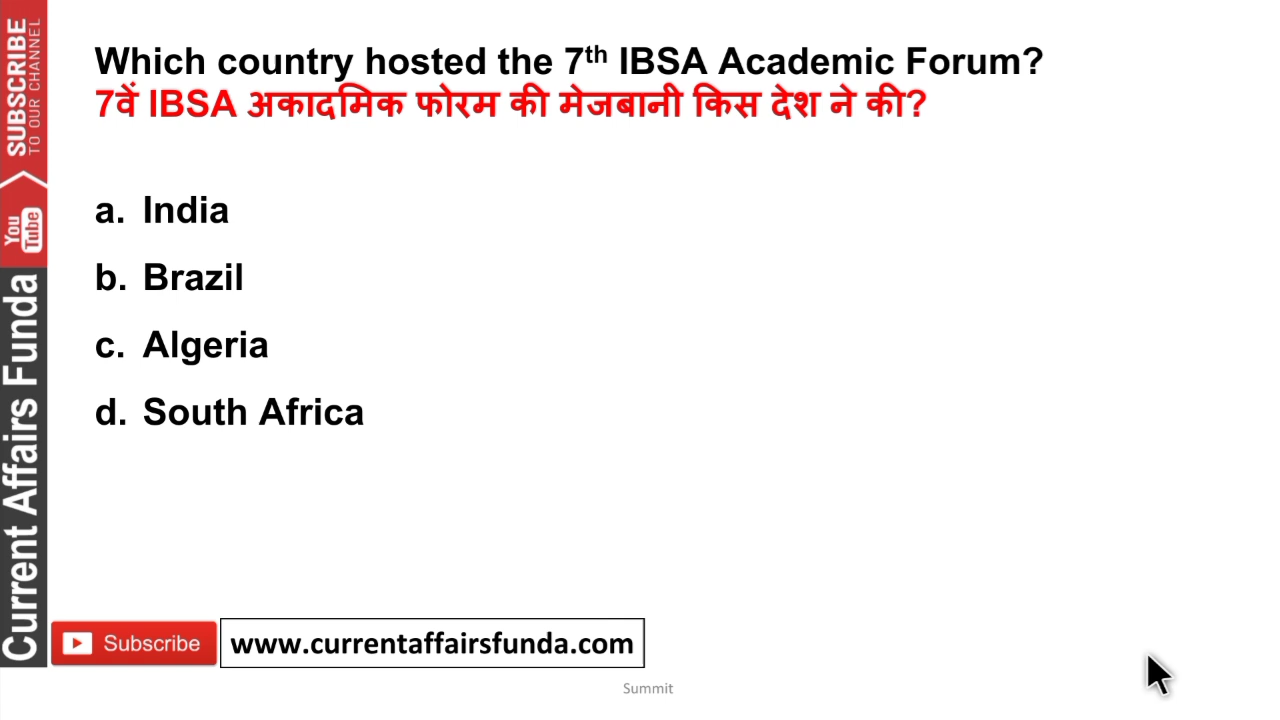 Which country hosted the 7th IBSA Academic Forum?
7वें IBSA अकादमिक फोरम की मेजबानी किस देश ने की?
a. India
b. Brazil
c. Algeria
d. South Africa
SUBSCRIBE
TO OUR CHANNEL
You
Tube
Current Affairs Funda
Subscribe
www.currentaffairsfunda.com
Summit